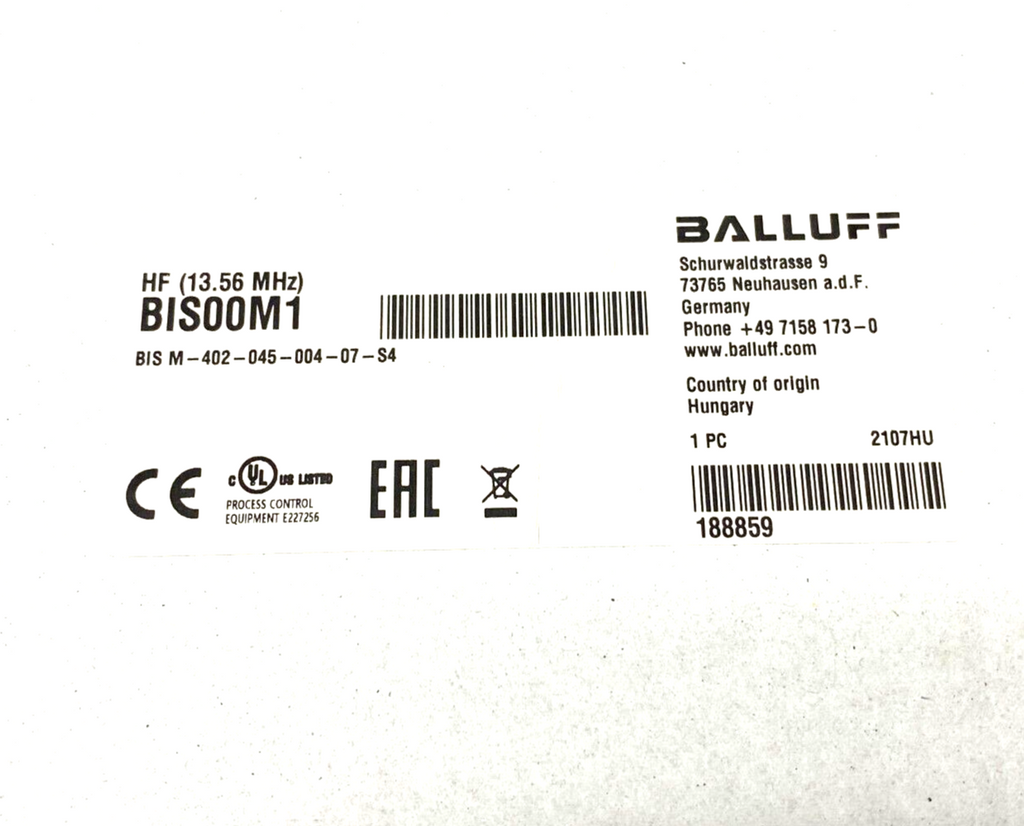 HF (13.56 MHz)
BIS00M1
BIS M-402-045-004-07-S4
CE
C UL US LISTED
PROCESS CONTROL
EQUIPMENT E227256
EAC
BALLUFF
Schurwaldstrasse 9
73765 Neuhausen a.d.F.
Germany
Phone +49 7158 173-0
www.balluff.com
Country of origin
Hungary
1 PC 2107HU
188859